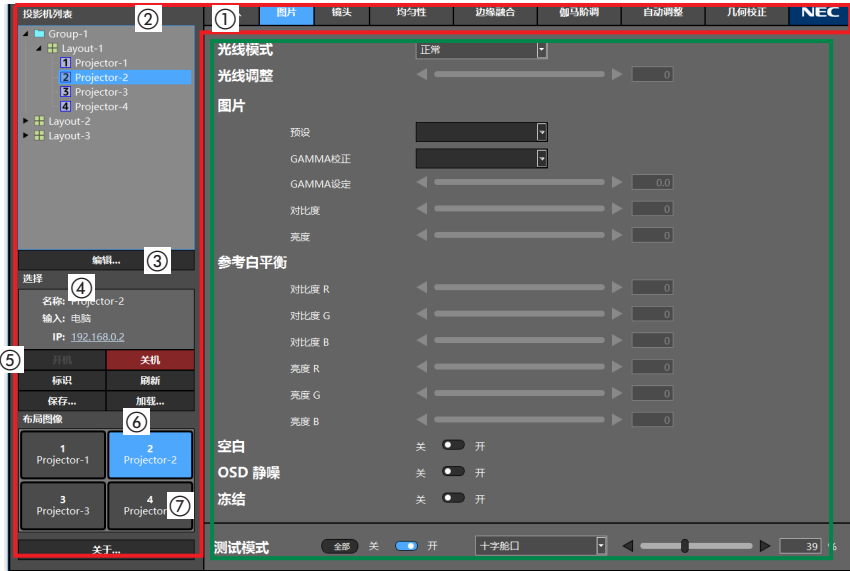 投影机列表
②
①
图片
镜头
均匀性
边缘融合
伽马阶调
自动调整
几何校正
NEC
Group-1
Layout-1
1 Projector-1
2 Projector-2
3 Projector-3
4 Projector-4
Layout-2
Layout-3
编辑...
③
选择
④
名称: Projector-2
输入: 电脑
IP: 192.168.0.2
⑤
开机
关机
标识
刷新
保存...
加载...
布局图像
⑥
1
Projector-1
2
Projector-2
3
Projector-3
4
Projector
⑦
关于...
光线模式
正常
光线调整
0
图片
预设
GAMMA校正
GAMMA设定
0.0
对比度
0
亮度
0
参考白平衡
对比度 R
0
对比度 G
0
对比度 B
0
亮度 R
0
亮度 G
0
亮度 B
0
空白
关
开
OSD 静噪
关
开
冻结
关
开
测试模式
全部
关
开
十字舱口
39 %